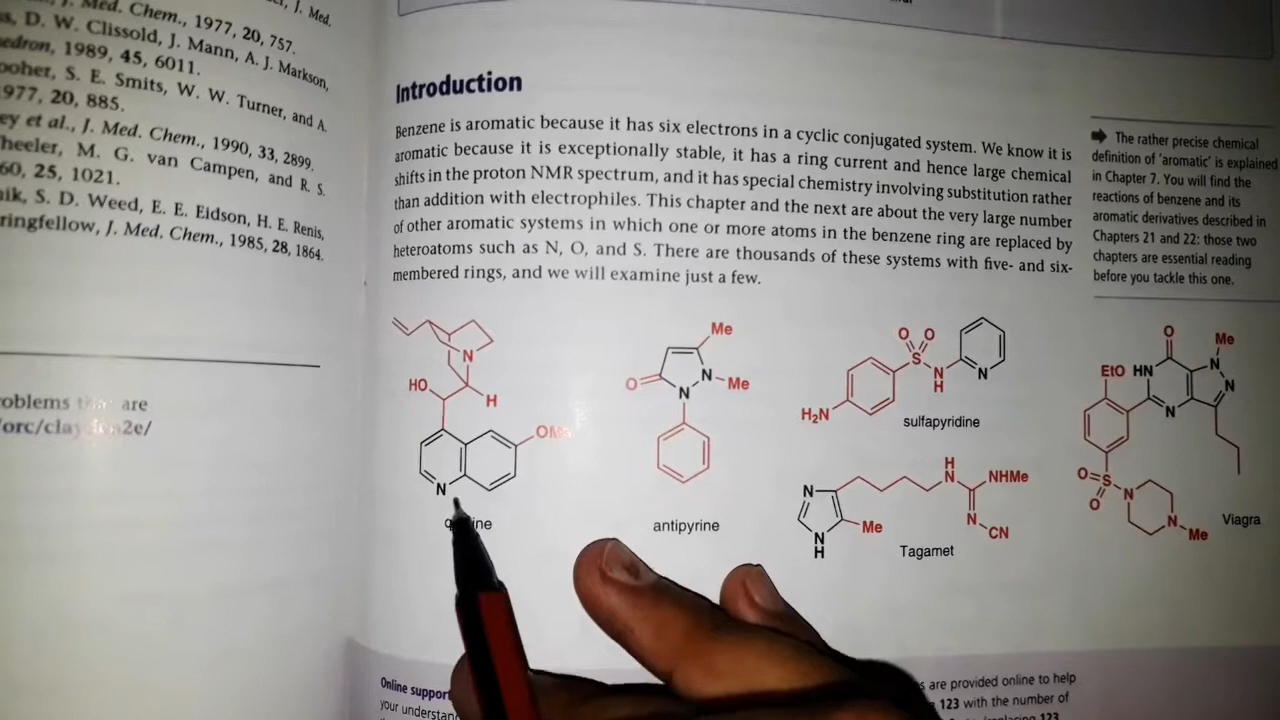 Med. Chem., 1977, 20, 757.
J. Med.
D. W. Clissold, J. Mann, A. J. Markson,
1989, 45, 6011.
S. E. Smits, W. W. Turner, and A.
1977, 20, 885.
et al., J. Med. Chem., 1990, 33, 2899.
M. G. van Campen, and R. S.
25, 1021.
S. D. Weed, E. E. Eidson, H. E. Renis,
J. Med. Chem., 1985, 28, 1864.
are
Introduction
Benzene is aromatic because it has six electrons in a cyclic conjugated system. We know it is
aromatic because it is exceptionally stable, it has a ring current and hence large chemical
shifts in the proton NMR spectrum, and it has special chemistry involving substitution rather
than addition with electrophiles. This chapter and the next are about the very large number
of other aromatic systems in which one or more atoms in the benzene ring are replaced by
heteroatoms such as N, O, and S. There are thousands of these systems with five- and six-
membered rings, and we will examine just a few.
➡ The rather precise chemical
definition of ‘aromatic’ is explained
in Chapter 7. You will find the
reactions of benzene and its
aromatic derivatives described in
Chapters 21 and 22: those two
chapters are essential reading
before you tackle this one.
N
HO
H
N
O
Me
N
Me
N
antipyrine
O O
S
N
H
N
H2N
sulfapyridine
N
N
H
Me
H
N
NHMe
N
CN
Tagamet
O
Me
EtO
HN
N
N
N
O
S
O
N
N
Me
Viagra
Online
your
are provided online to help
123 with the number of
123